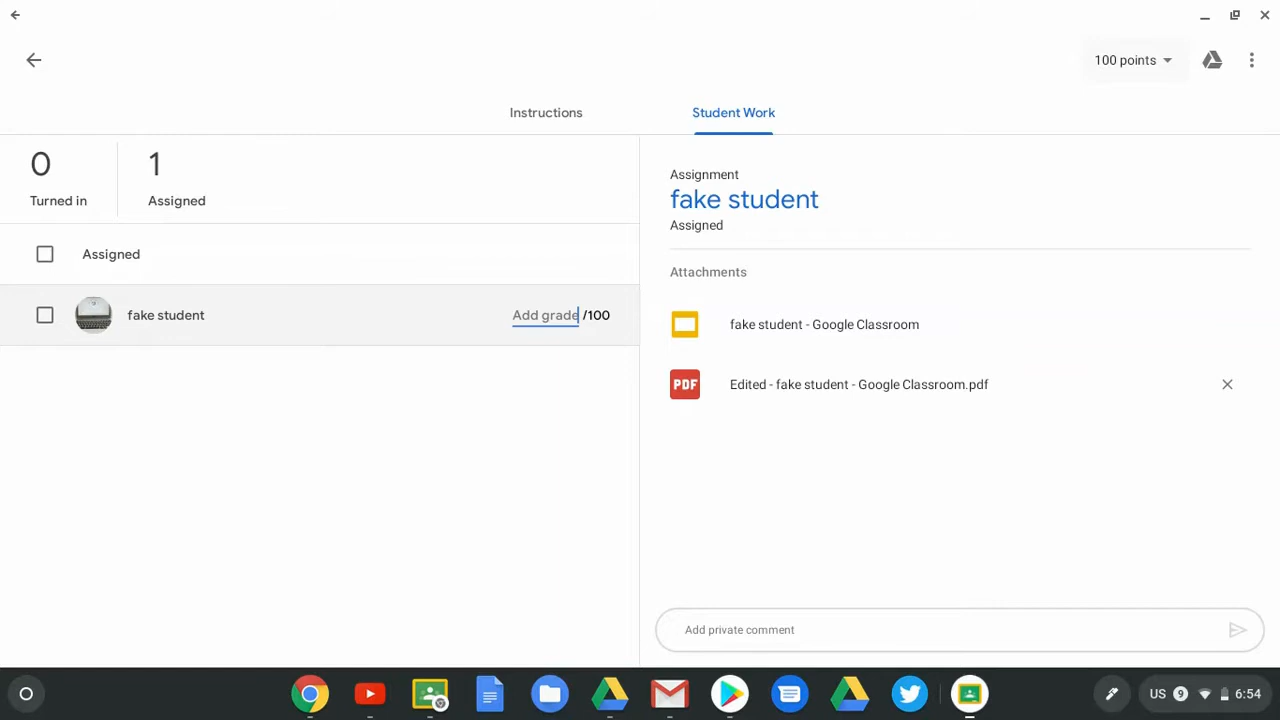 100 points
Instructions
Student Work
0
Turned in
1
Assigned
Assigned
fake student
Add grade /100
Assignment
fake student
Assigned
Attachments
fake student - Google Classroom
PDF
Edited - fake student - Google Classroom.pdf
Add private comment
US 9 6:54